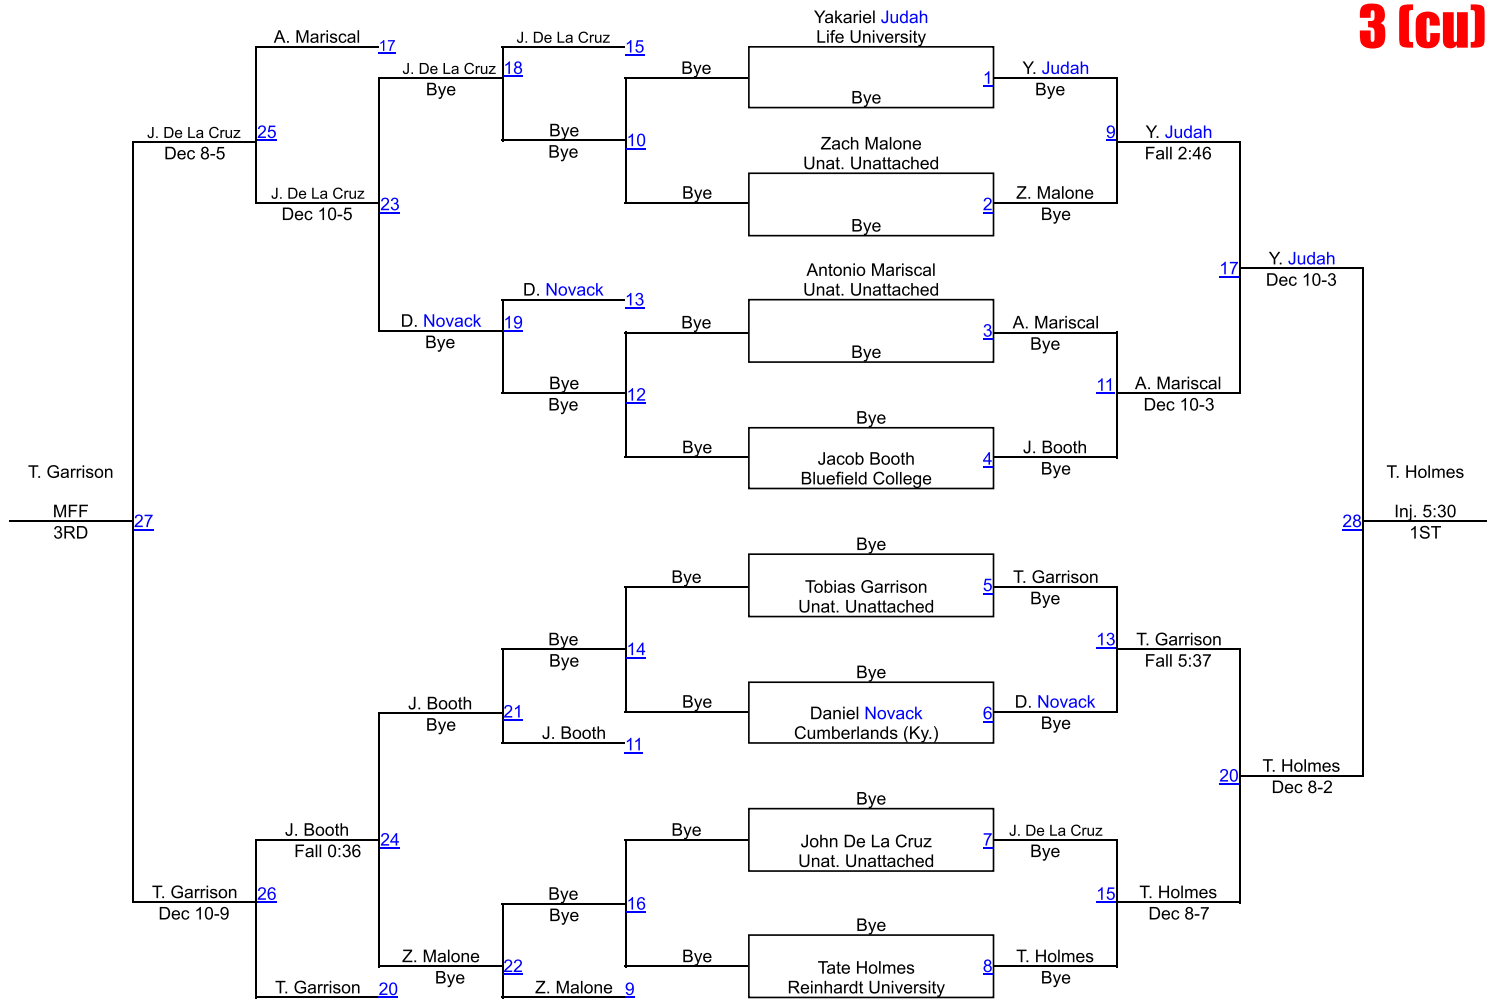 3 (cu)
Yakariel Judah
Life University
Bye
Zach Malone
Unat. Unattached
Bye
Antonio Mariscal
Unat. Unattached
Bye
Bye
Jacob Booth
Bluefield College
Bye
Tobias Garrison
Unat. Unattached
Bye
Daniel Novack
Cumberlands (Ky.)
Bye
John De La Cruz
Unat. Unattached
Bye
Tate Holmes
Reinhardt University
1
2
3
4
5
6
7
8
Y. Judah
Bye
Z. Malone
Bye
A. Mariscal
Bye
J. Booth
Bye
T. Garrison
Bye
D. Novack
Bye
J. De La Cruz
Bye
T. Holmes
Bye
9
11
13
15
Y. Judah
Fall 2:46
A. Mariscal
Dec 10-3
T. Garrison
Fall 5:37
T. Holmes
Dec 8-7
17
20
Y. Judah
Dec 10-3
T. Holmes
Dec 8-2
28
T. Holmes
Inj. 5:30
1ST
Bye
Bye
Bye
Bye
Bye
Bye
Bye
Bye
10
12
14
16
J. De La Cruz
15
Bye
Bye
D. Novack
13
Bye
Bye
Bye
Bye
J. Booth
11
Bye
Bye
Z. Malone
9
18
19
21
22
J. De La Cruz
Bye
D. Novack
Bye
J. Booth
Bye
Z. Malone
Bye
23
24
A. Mariscal
17
J. De La Cruz
Dec 10-5
J. Booth
Fall 0:36
T. Garrison
20
25
26
J. De La Cruz
Dec 8-5
T. Garrison
Dec 10-9
27
T. Garrison
MFF
3RD